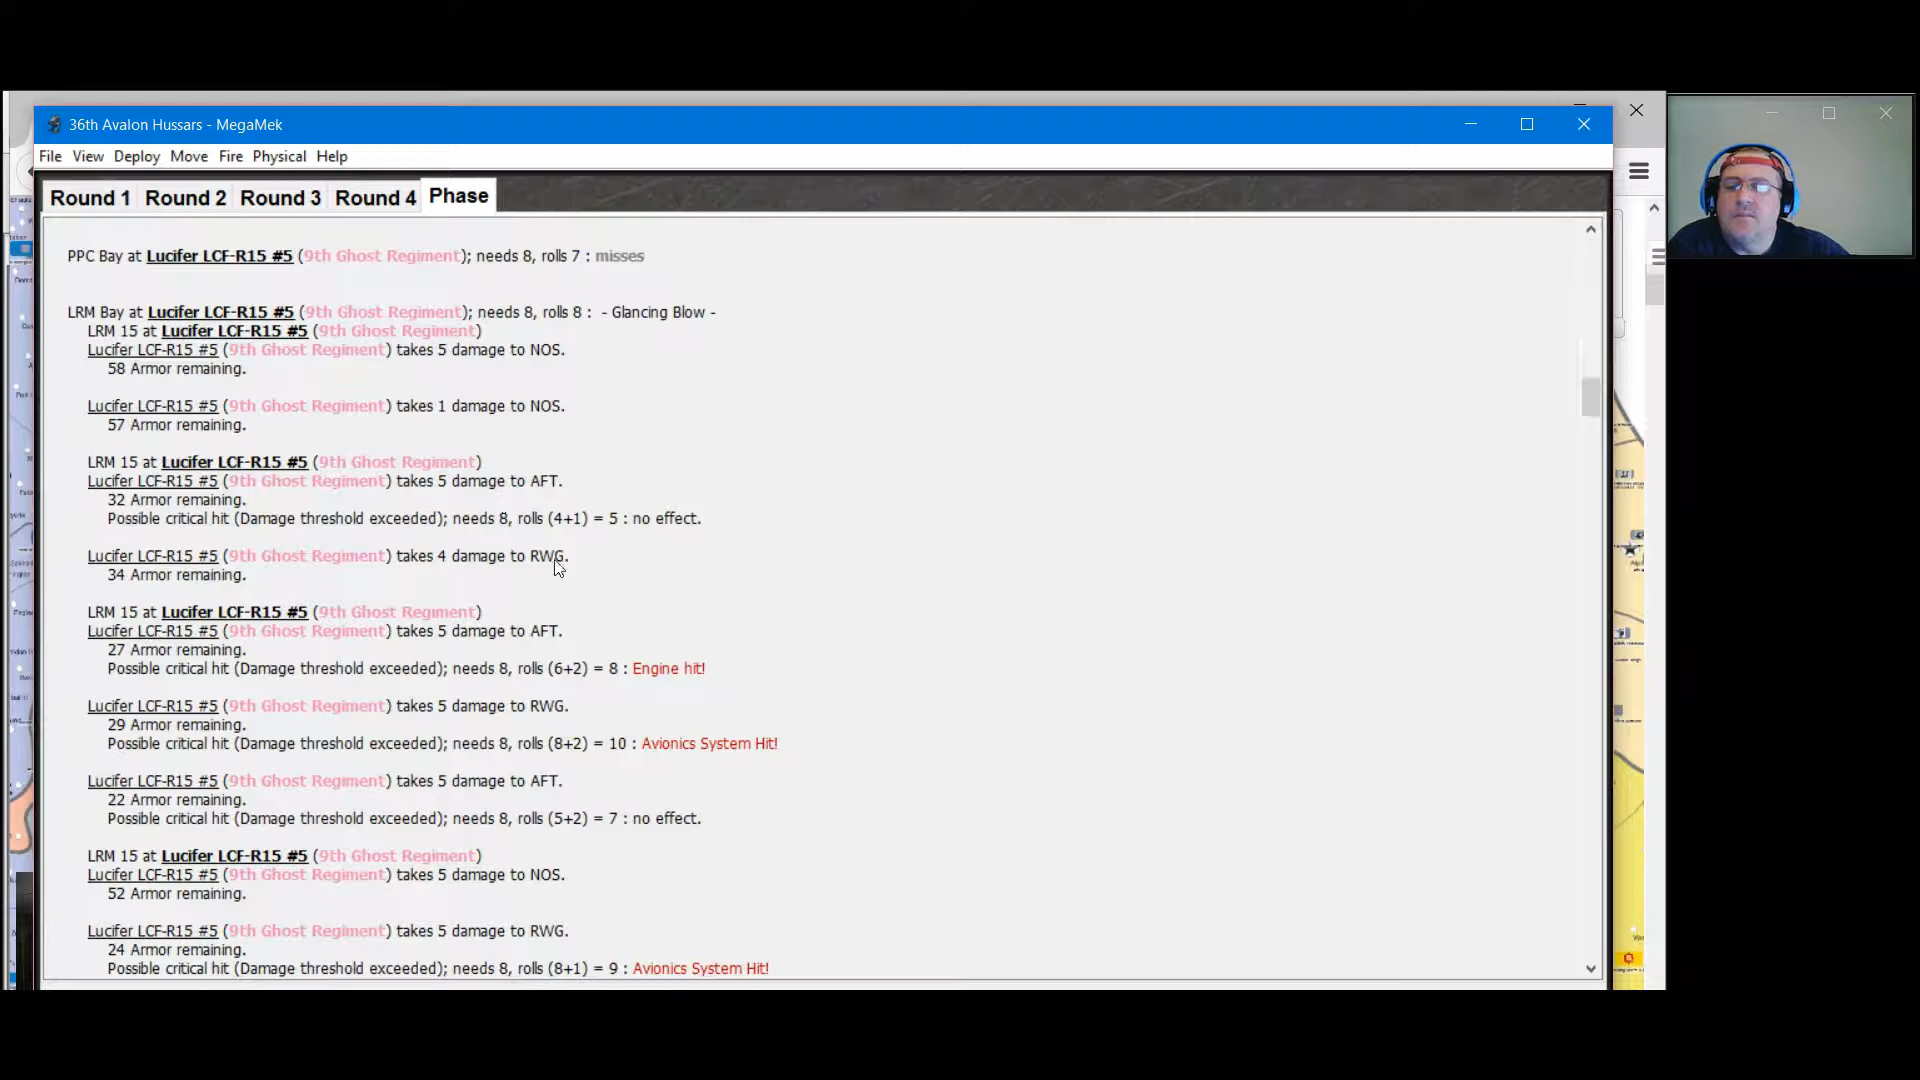 36th Avalon Hussars - MegaMek
File View Deploy Move Fire Physical Help
Round 1 Round 2 Round 3 Round 4 Phase
PPC Bay at Lucifer LCF-R15 #5 (9th Ghost Regiment); needs 8, rolls 7 : misses
LRM Bay at Lucifer LCF-R15 #5 (9th Ghost Regiment); needs 8, rolls 8 : - Glancing Blow -
LRM 15 at Lucifer LCF-R15 #5 (9th Ghost Regiment)
Lucifer LCF-R15 #5 (9th Ghost Regiment) takes 5 damage to NOS.
58 Armor remaining.
Lucifer LCF-R15 #5 (9th Ghost Regiment) takes 1 damage to NOS.
57 Armor remaining.
LRM 15 at Lucifer LCF-R15 #5 (9th Ghost Regiment)
Lucifer LCF-R15 #5 (9th Ghost Regiment) takes 5 damage to AFT.
32 Armor remaining.
Possible critical hit (Damage threshold exceeded); needs 8, rolls (4+1) = 5 : no effect.
Lucifer LCF-R15 #5 (9th Ghost Regiment) takes 4 damage to RWG.
34 Armor remaining.
LRM 15 at Lucifer LCF-R15 #5 (9th Ghost Regiment)
Lucifer LCF-R15 #5 (9th Ghost Regiment) takes 5 damage to AFT.
27 Armor remaining.
Possible critical hit (Damage threshold exceeded); needs 8, rolls (6+2) = 8 : Engine hit!
Lucifer LCF-R15 #5 (9th Ghost Regiment) takes 5 damage to RWG.
29 Armor remaining.
Possible critical hit (Damage threshold exceeded); needs 8, rolls (8+2) = 10 : Avionics System Hit!
Lucifer LCF-R15 #5 (9th Ghost Regiment) takes 5 damage to AFT.
22 Armor remaining.
Possible critical hit (Damage threshold exceeded); needs 8, rolls (5+2) = 7 : no effect.
LRM 15 at Lucifer LCF-R15 #5 (9th Ghost Regiment)
Lucifer LCF-R15 #5 (9th Ghost Regiment) takes 5 damage to NOS.
52 Armor remaining.
Lucifer LCF-R15 #5 (9th Ghost Regiment) takes 5 damage to RWG.
24 Armor remaining.
Possible critical hit (Damage threshold exceeded); needs 8, rolls (8+1) = 9 : Avionics System Hit!